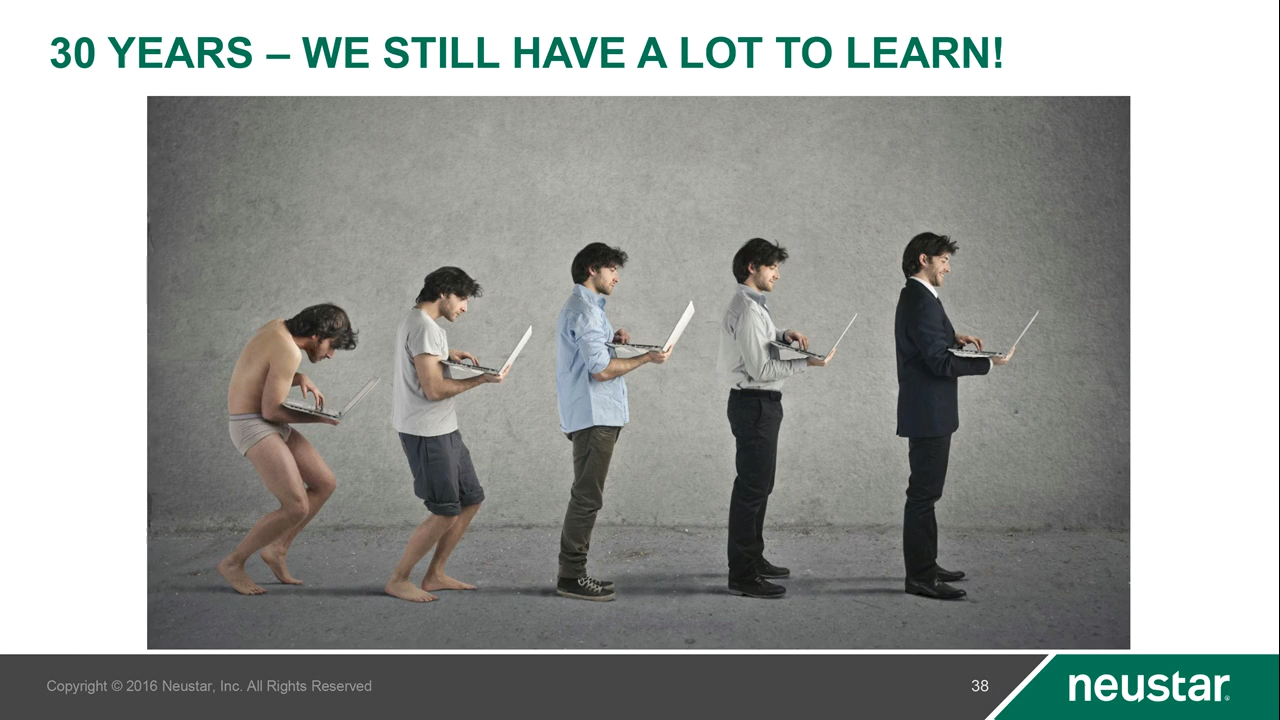 30 YEARS – WE STILL HAVE A LOT TO LEARN!
Copyright © 2016 Neustar, Inc. All Rights Reserved
38
neustar®